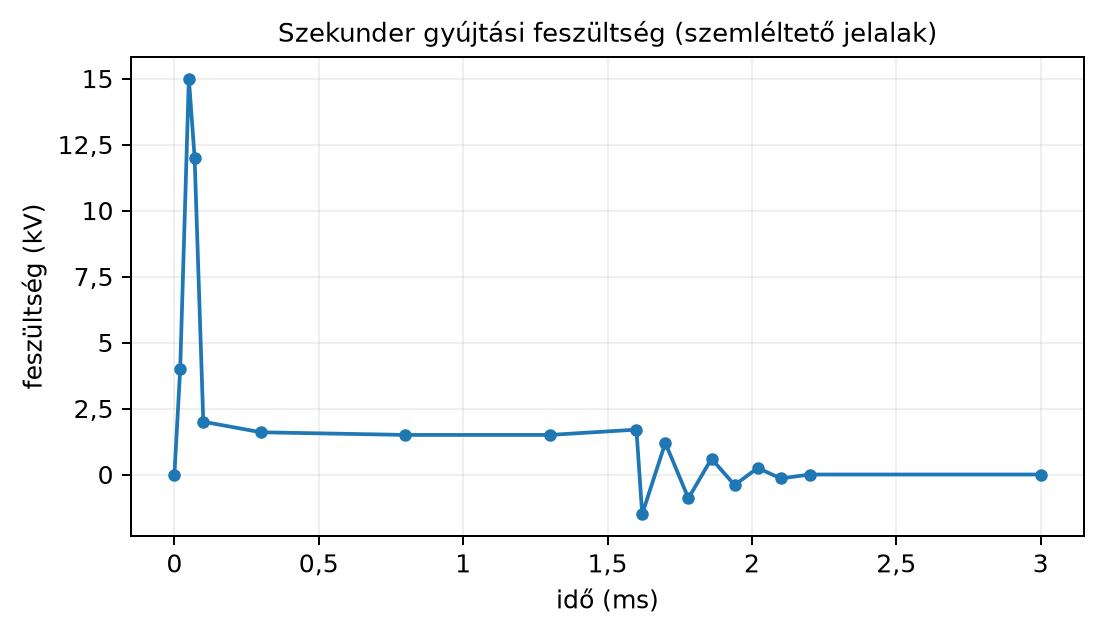 Szekunder gyújtási feszültség (szemléltető jelalak)
15
12,5
10
7,5
5
2,5
0
feszültség (kV)
0 0,5 1 1,5 2 2,5 3
idő (ms)